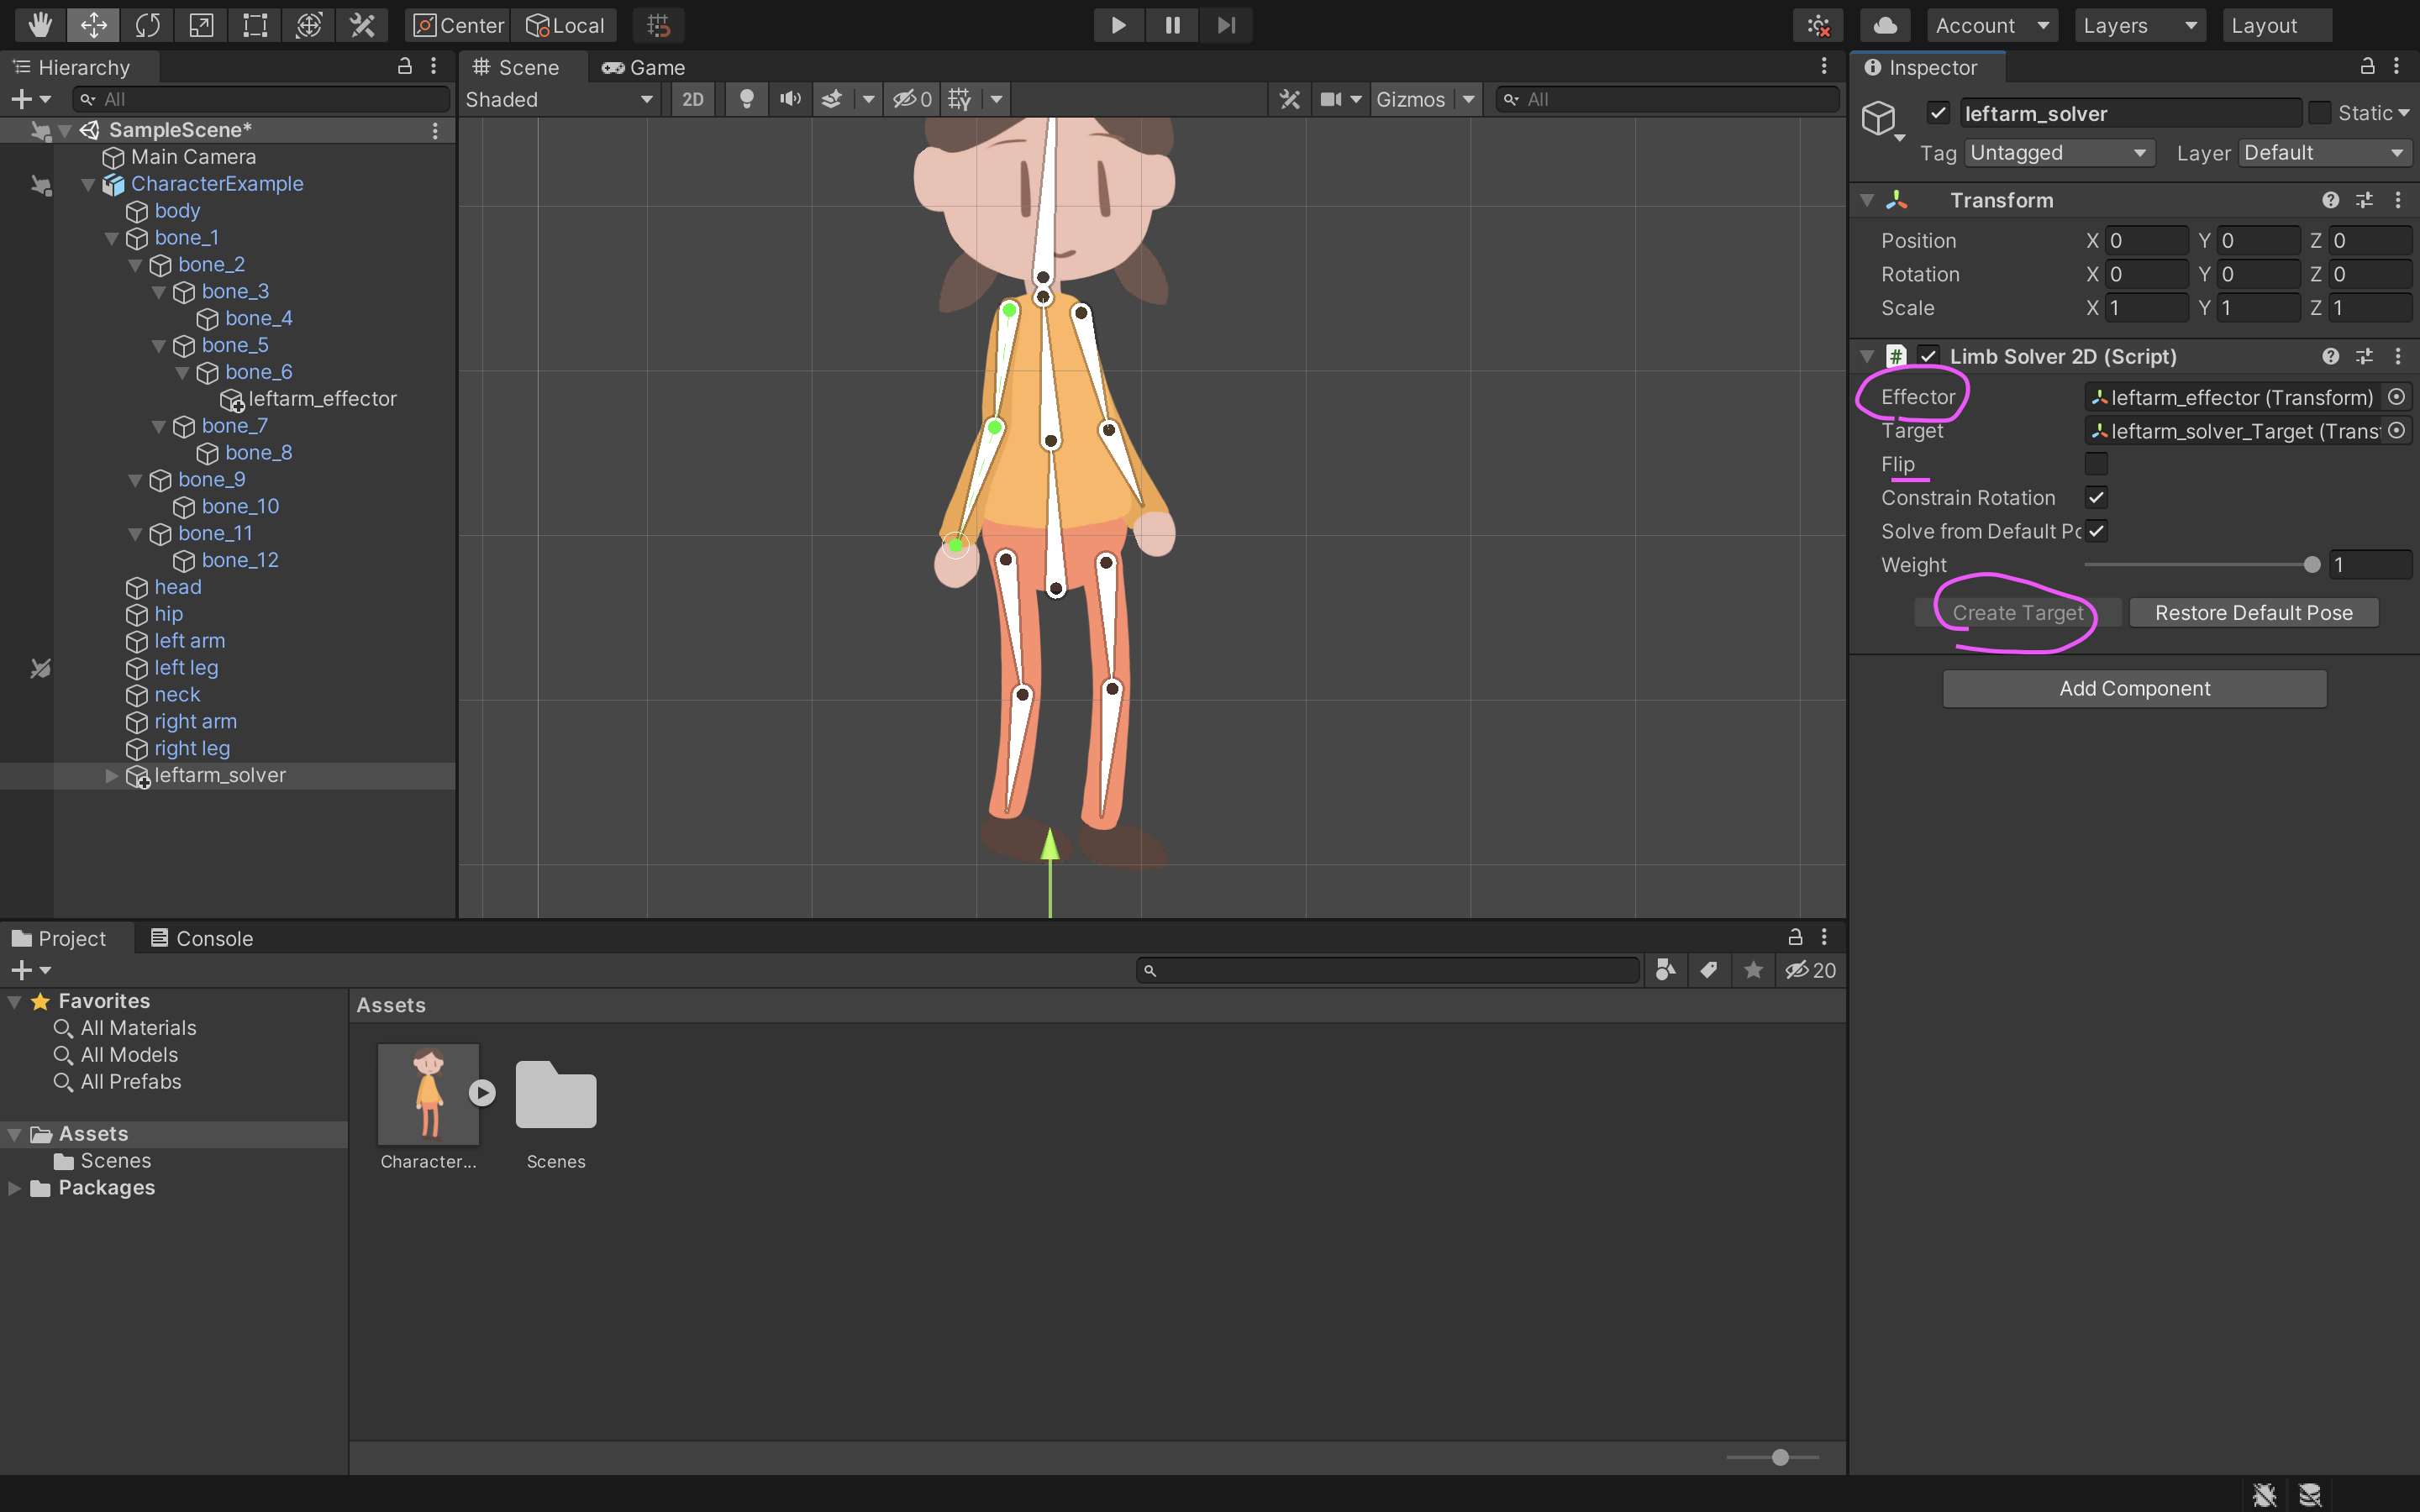 Center Local Account Layers Layout
Hierarchy
All
SampleScene*
Main Camera
CharacterExample
body
bone_1
bone_2
bone_3
bone_4
bone_5
bone_6
leftarm_effector
bone_7
bone_8
bone_9
bone_10
bone_11
bone_12
head
hip
left arm
left leg
neck
right arm
right leg
leftarm_solver
Scene Game
Shaded 2D 0 Gizmos All
Inspector
leftarm_solver Static
Tag Untagged Layer Default
Transform
Position X 0 Y 0 Z 0
Rotation X 0 Y 0 Z 0
Scale X 1 Y 1 Z 1
# Limb Solver 2D (Script)
Effector leftarm_effector (Transform)
Target leftarm_solver_Target (Trans
Flip
Constrain Rotation
Solve from Default Po
Weight 1
Create Target Restore Default Pose
Add Component
Project Console
20
Favorites
All Materials
All Models
All Prefabs
Assets
Scenes
Packages
Assets
Character... Scenes